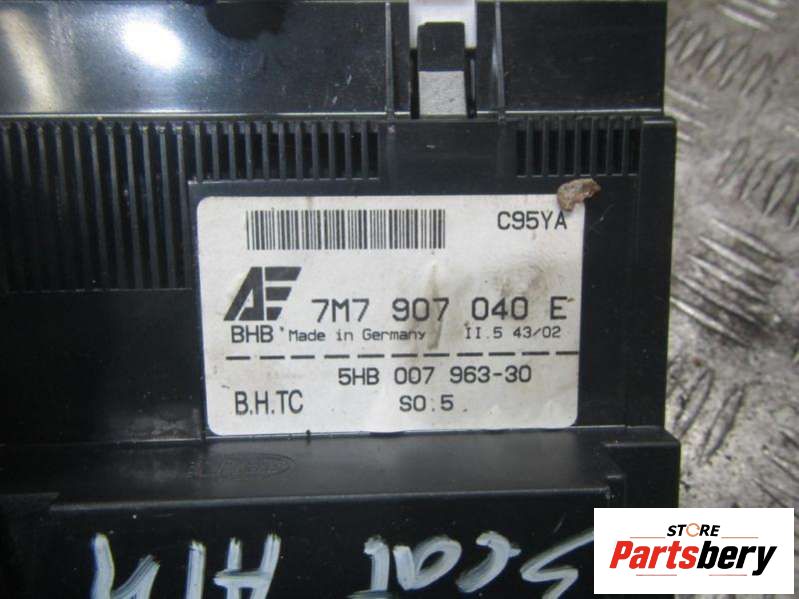 C95YA
AE 7M7 907 040 E
BHB Made in Germany II.5 43/02
5HB 007 963-30
B.H.TC SO.5
STORE
Partsbery